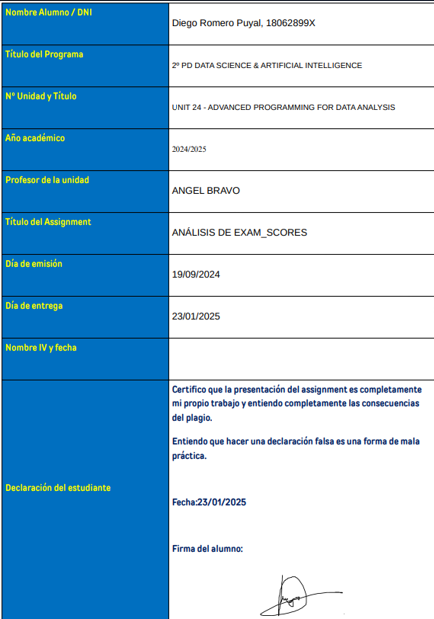 Nombre Alumno / DNI
Diego Romero Puyal, 18062899X
Título del Programa
2º PD DATA SCIENCE & ARTIFICIAL INTELLIGENCE
Nº Unidad y Título
UNIT 24 - ADVANCED PROGRAMMING FOR DATA ANALYSIS
Año académico
2024/2025
Profesor de la unidad
ANGEL BRAVO
Título del Assignment
ANÁLISIS DE EXAM_SCORES
Día de emisión
19/09/2024
Día de entrega
23/01/2025
Nombre IV y fecha
Declaración del estudiante
Certifico que la presentación del assignment es completamente
mi propio trabajo y entiendo completamente las consecuencias
del plagio.
Entiendo que hacer una declaración falsa es una forma de mala
práctica.
Fecha:23/01/2025
Firma del alumno: